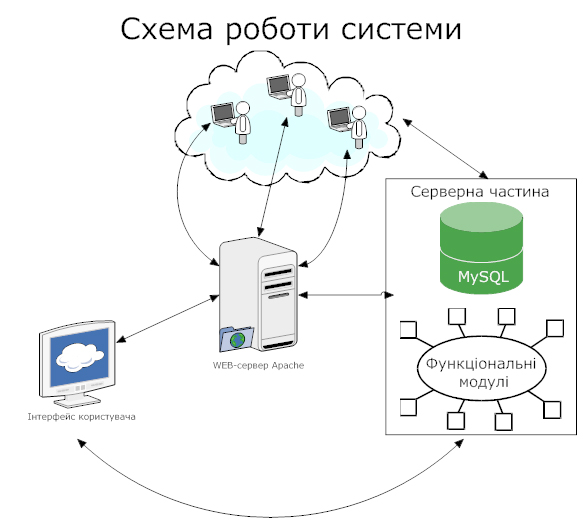 Схема роботи системи
Серверна частина
MySQL
WEB-сервер Apache
Функціональні
модулі
Інтерфейс користувача